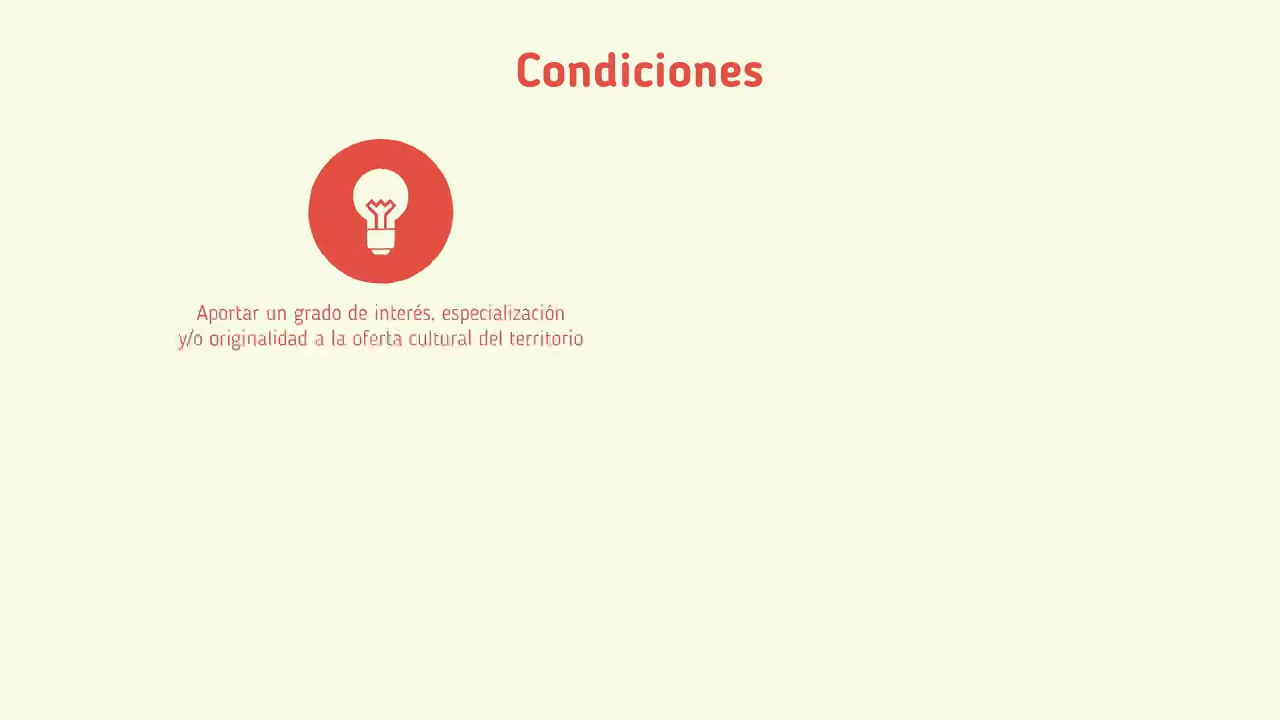 Condiciones
Aportar un grado de interés, especialización
y/o originalidad a la oferta cultural del territorio